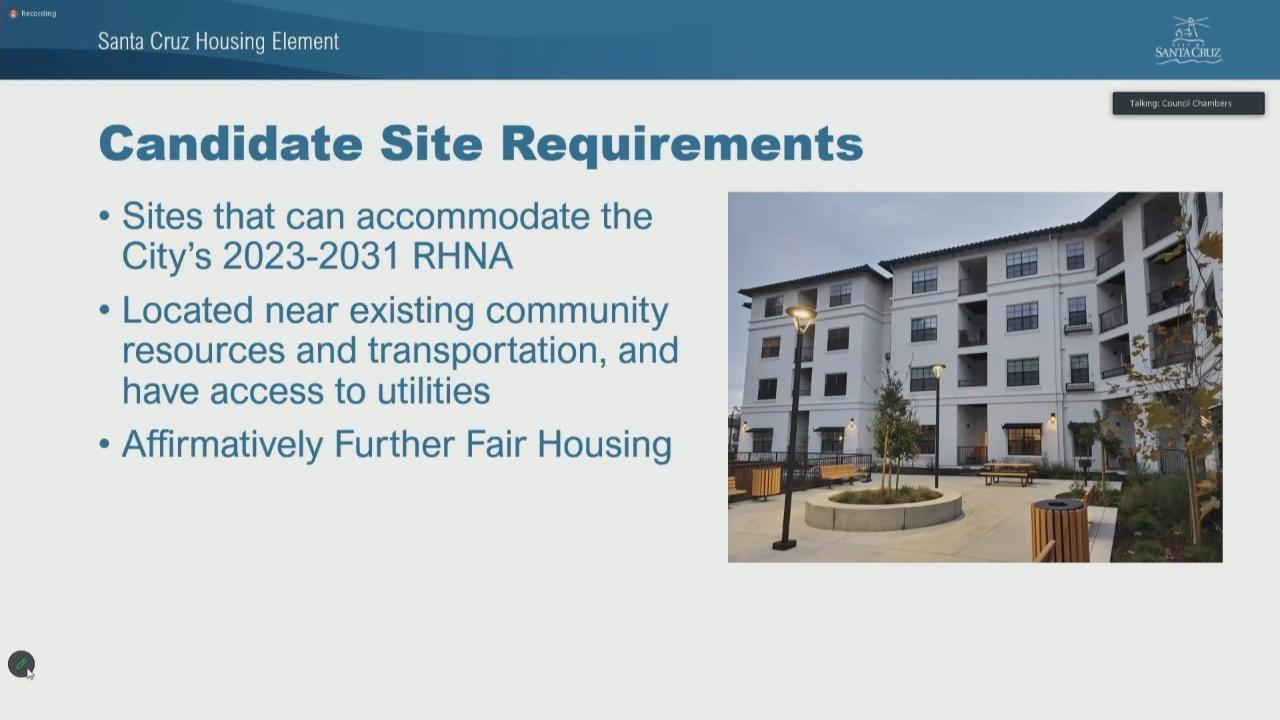 Recording
Santa Cruz Housing Element
CITY OF
SANTA CRUZ
Talking: Council Chambers
Candidate Site Requirements
• Sites that can accommodate the
City's 2023-2031 RHNA
• Located near existing community
resources and transportation, and
have access to utilities
• Affirmatively Further Fair Housing